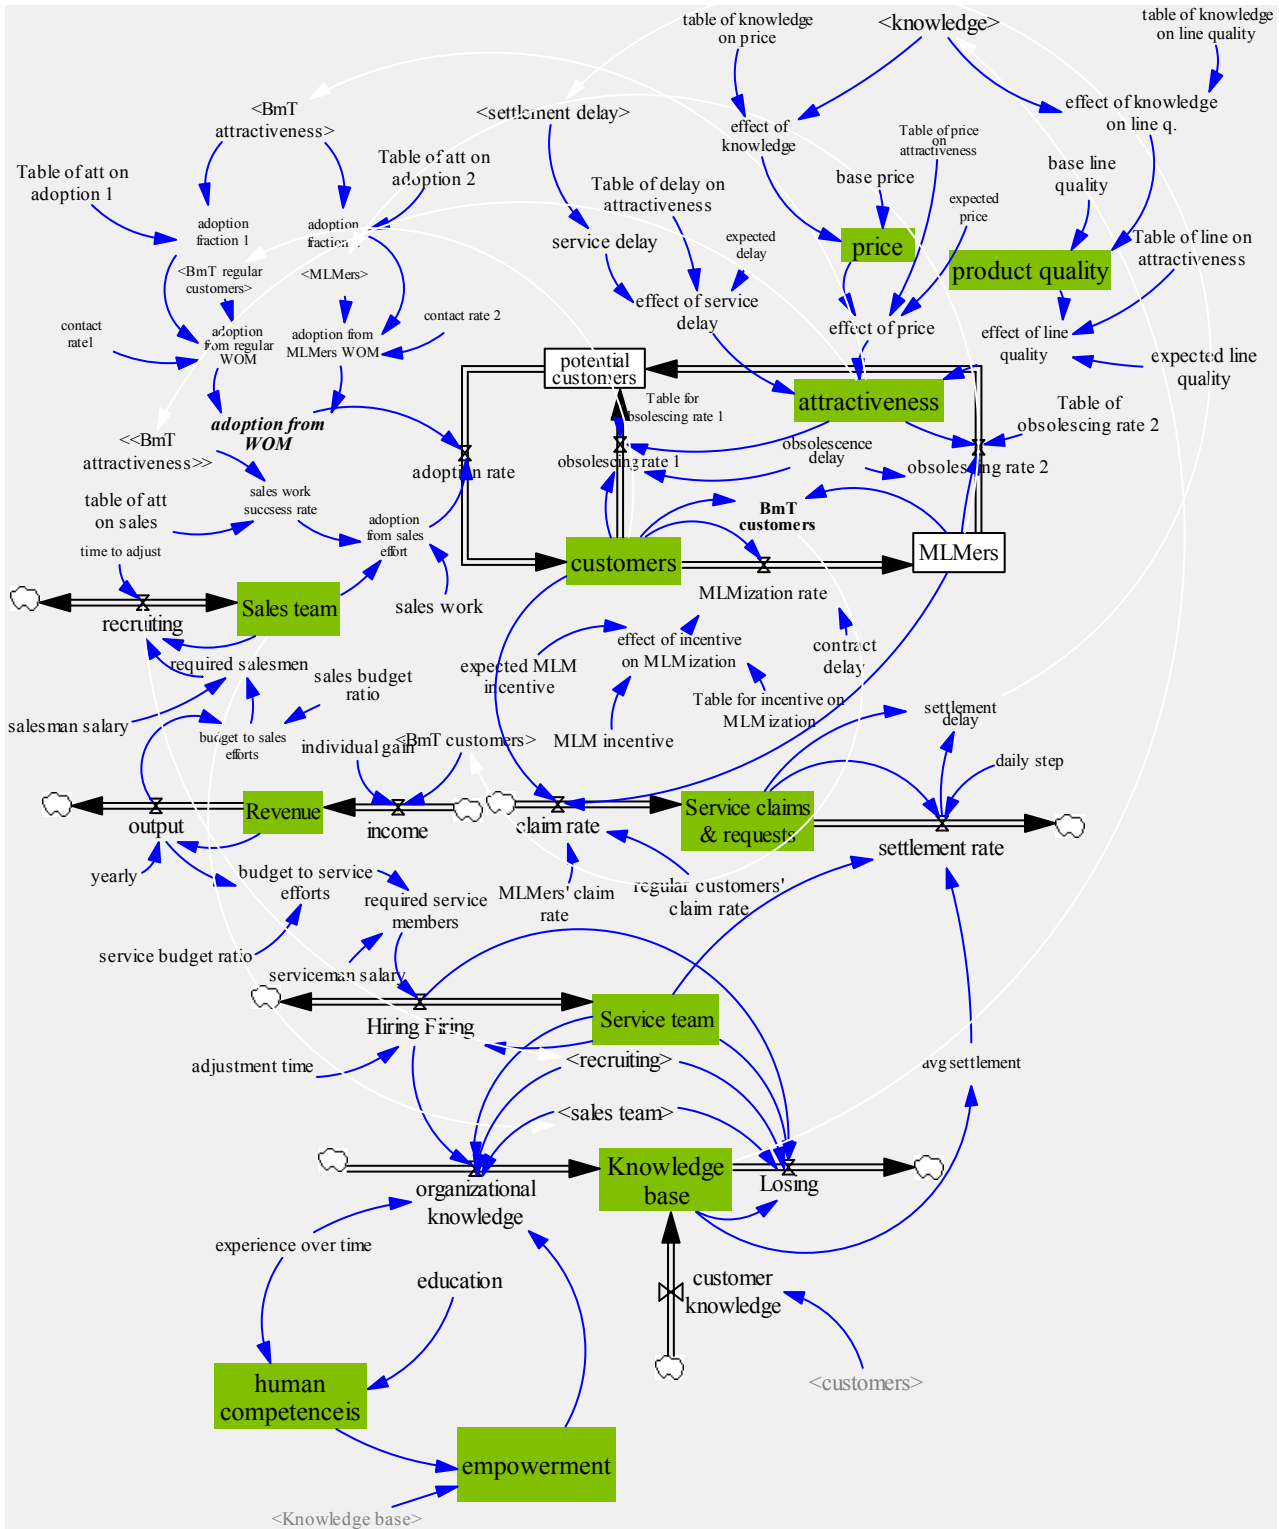 table of knowledge
on price
<knowledge>
table of knowledge
on line quality
<BmT
attractiveness>
<settlement delay>
effect of
knowledge
Table of price
on
attractiveness
effect of knowledge
on line q.
Table of att on
adoption 1
Table of att on
adoption 2
Table of delay on
attractiveness
base price
base line
quality
adoption
fraction 1
adoption
service delay
expected
delay
expected
price
price
product quality
Table of line on
attractiveness
<BmT regular
customers>
<MLMers>
effect of service
delay
effect of price
effect of line
quality
expected line
quality
contact
rate1
adoption
from regular
WOM
adoption from
MLMers WOM
contact rate 2
potential
customers
Table for
obsolescing rate 1
attractiveness
Table of
obsolescing rate 2
adoption from
WOM
<<BmT
attractiveness>>
adoption rate
obsolescing rate 1
obsolescence
delay
obsolescing rate 2
table of att
on sales
sales work
succsess rate
adoption
from sales
effort
BmT
customers
time to adjust
customers
MLMers
MLMization rate
recruiting
Sales team
sales work
required salesmen
expected MLM
incentive
effect of incentive
on MLMization
contract
delay
sales budget
ratio
Table for incentive on
MLMization
salesman salary
budget to sales
efforts
individual gain
<BmT customers>
MLM incentive
settlement
delay
daily step
output
Revenue
income
claim rate
Service claims
& requests
settlement rate
yearly
budget to service
efforts
required service
members
MLMers' claim
rate
regular customers'
claim rate
service budget ratio
serviceman salary
Hiring Firing
Service team
adjustment time
<recruiting>
avg settlement
<sales team>
organizational
knowledge
Knowledge
base
Losing
experience over time
education
customer
knowledge
human
competenceis
<customers>
empowerment
<Knowledge base>